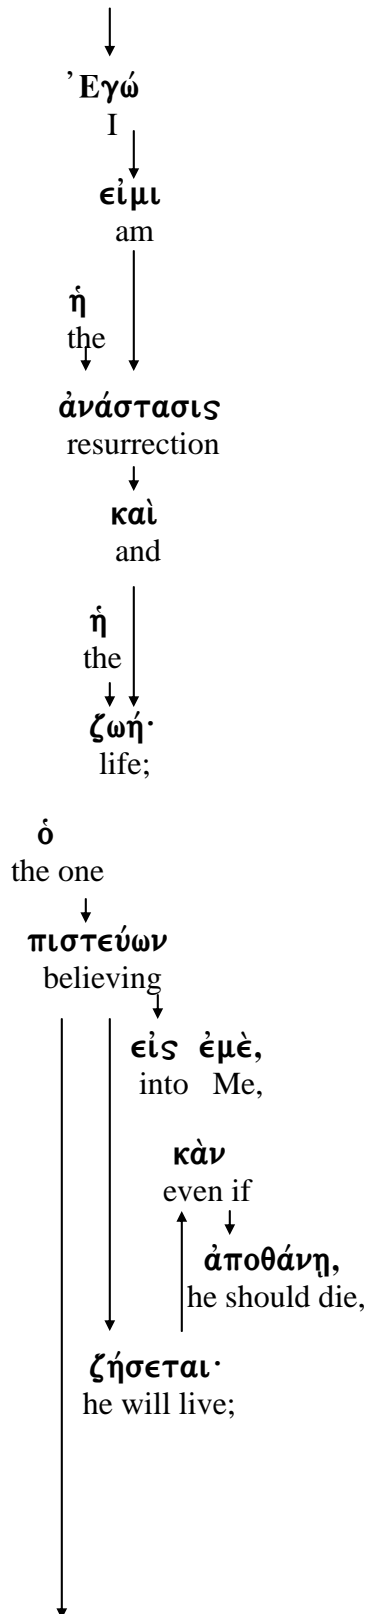 Ἐγώ
I
εἰμι
am
ἡ
the
ἀνάστασις
resurrection
καὶ
and
ἡ
the
ζωή·
life;
ὁ
the one
πιστεύων
believing
εἰς ἐμὲ,
into Me,
κὰν
even if
ἀποθάνῃ,
he should die,
ζήσεται·
he will live;